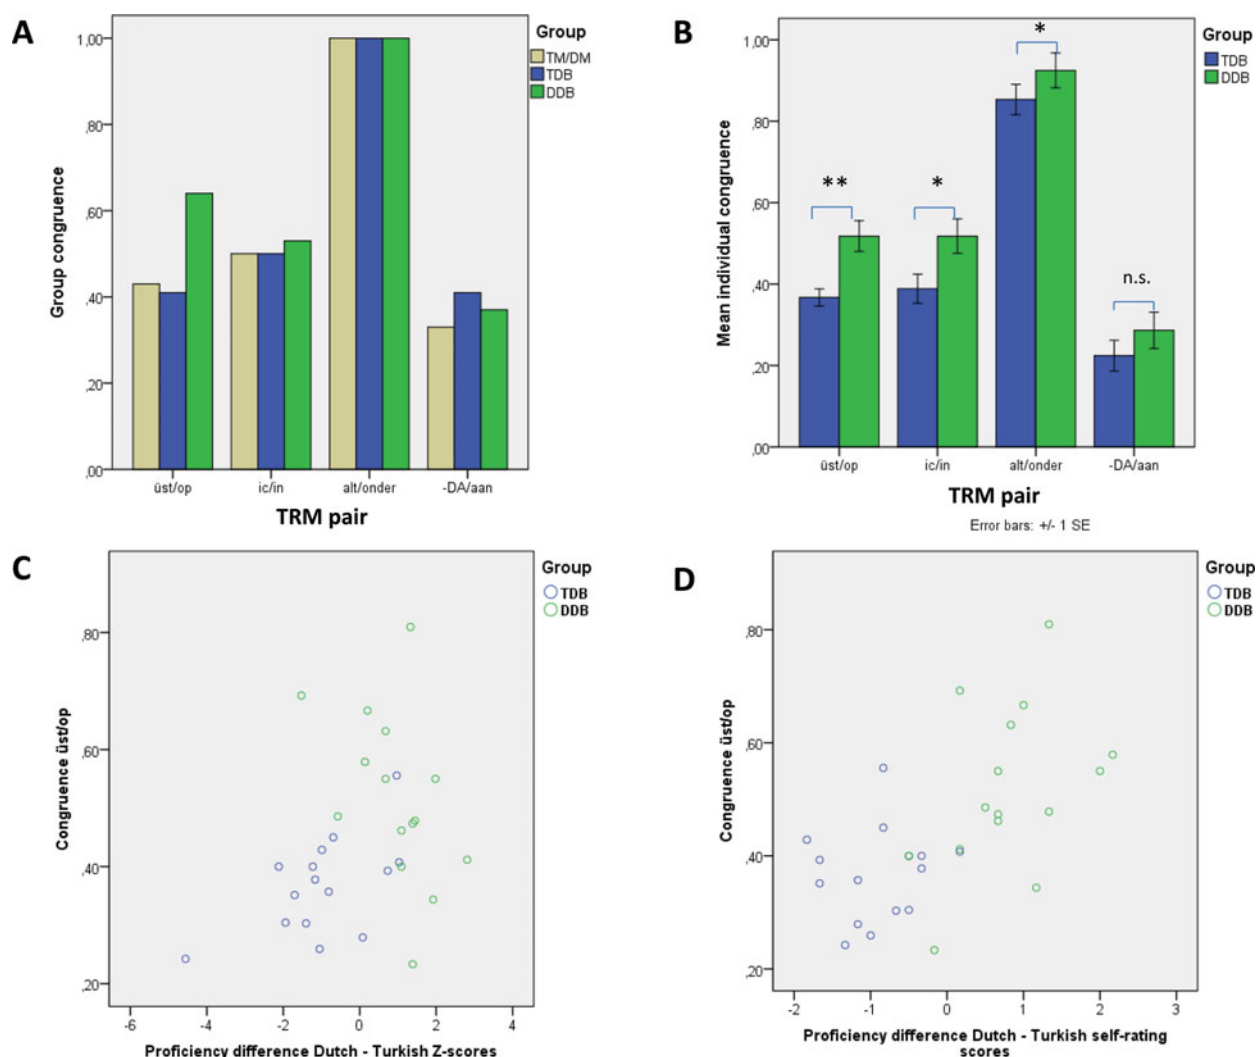 A
Group
TM/DM
TDB
DDB
1,00
,80
,60
,40
,20
,00
Group congruence
üst/op
ic/in
alt/onder
-DA/aan
TRM pair
B
Group
TDB
DDB
1,00
,80
,60
,40
,20
,00
Mean individual congruence
**
*
*
n.s.
üst/op
ic/in
alt/onder
-DA/aan
TRM pair
Error bars: +/- 1 SE
C
Group
TDB
DDB
,80
,60
,40
,20
Congruence üst/op
-6
-4
-2
0
2
4
Proficiency difference Dutch - Turkish Z-scores
D
Group
TDB
DDB
,80
,60
,40
,20
Congruence üst/op
-2
-1
0
1
2
3
Proficiency difference Dutch - Turkish self-rating
scores